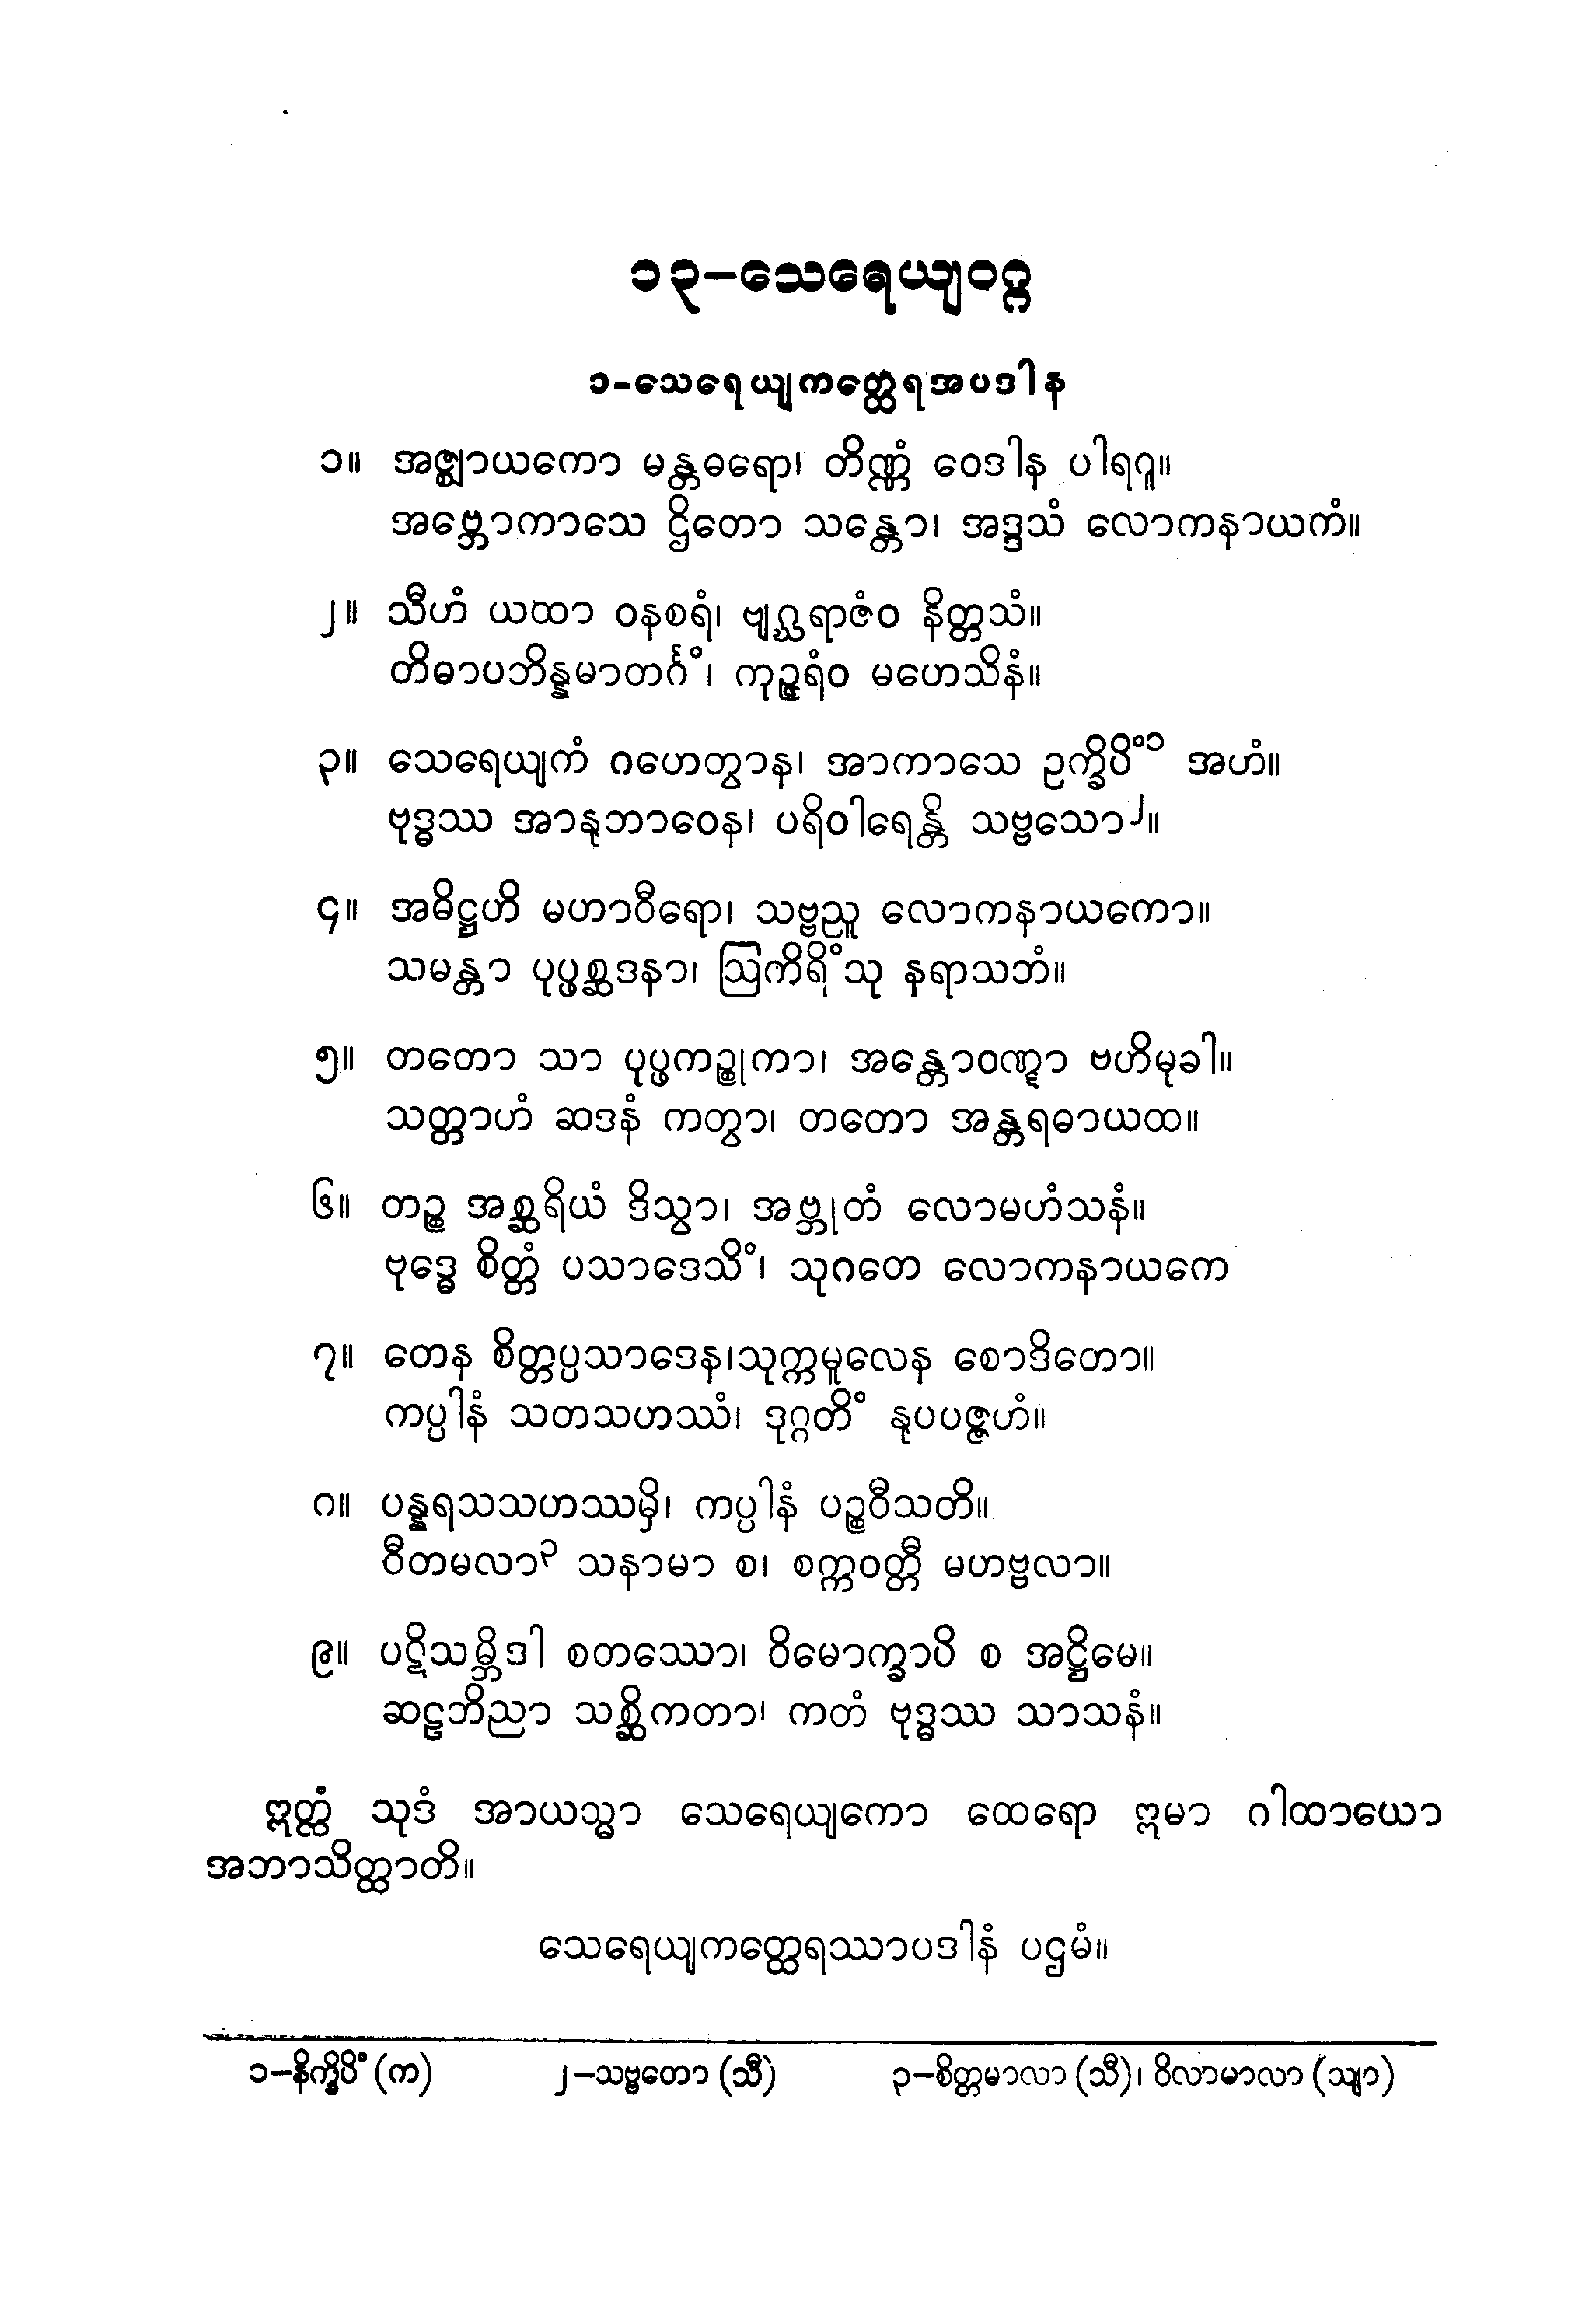 ၁၃–သေရေယျဝဂ္ဂ
၁-သေရေယျကတ္ထေရအပဒါန
၁။ အဇ္ဈာယကော မန္တဓရော၊ တိဏ္ဏံ ဝေဒါန ပါရဂူ။
အဗ္ဘောကာသေ ဌိတော သန္တော၊ အဒ္ဒသံ လောကနာယကံ။
၂။ သီဟံ ယထာ ဝနစရံ၊ ဗျဂ္ဃရာဇံဝ နိတ္တသံ။
တိဓာပဘိန္နမာတင်္ဂံ၊ ကုဉ္ဇရံဝ မဟေသိနံ။
၃။ သေရေယျကံ ဂဟေတွာန၊ အာကာသေ ဥက္ခိပိံ၁ အဟံ။
ဗုဒ္ဓဿ အာနုဘာဝေန၊ ပရိဝါရေန္တိ သဗ္ဗသော၂။
၄။ အဓိဋ္ဌဟိ မဟာဝီရော၊ သဗ္ဗညူ လောကနာယကော။
သမန္တာ ပုပ္ဖစ္ဆဒနာ၊ ဩကိရိံသု နရာသဘံ။
၅။ တတော သာ ပုပ္ဖကဉ္စုကာ၊ အန္တောဝဏ္ဋာ ဗဟိမုခါ။
သတ္တာဟံ ဆဒနံ ကတွာ၊ တတော အန္တရဓာယထ။
၆။ တဉ္စ အစ္ဆရိယံ ဒိသွာ၊ အဗ္ဘုတံ လောမဟံသနံ။
ဗုဒ္ဓေ စိတ္တံ ပသာဒေသိံ၊ သုဂတေ လောကနာယကေ
၇။ တေန စိတ္တပ္ပသာဒေန၊သုက္ကမူလေန စောဒိတော။
ကပ္ပါနံ သတသဟဿံ၊ ဒုဂ္ဂတိံ နုပပဇ္ဇဟံ။
၈။ ပန္နရသသဟဿမှိ၊ ကပ္ပါနံ ပဉ္စဝီသတိ။
ဝီတမလာ၃ သနာမာ စ၊ စက္ကဝတ္တီ မဟဗ္ဗလာ။
၉။ ပဋိသမ္ဘိဒါ စတဿော၊ ဝိမောက္ခာပိ စ အဋ္ဌိမေ။
ဆဠဘိညာ သစ္ဆိကတာ၊ ကတံ ဗုဒ္ဓဿ သာသနံ။
ဣတ္ထံ သုဒံ အာယသ္မာ သေရေယျကော ထေရော ဣမာ ဂါထာယော
အဘာသိတ္ထာတိ။
သေရေယျကတ္ထေရဿာပဒါနံ ပဌမံ။
၁–နိက္ခိပိံ (က) ၂–သဗ္ဗတော (သီ) ၃–စိတ္တမာလာ (သီ)၊ ဝိလာမာလာ (သျာ)